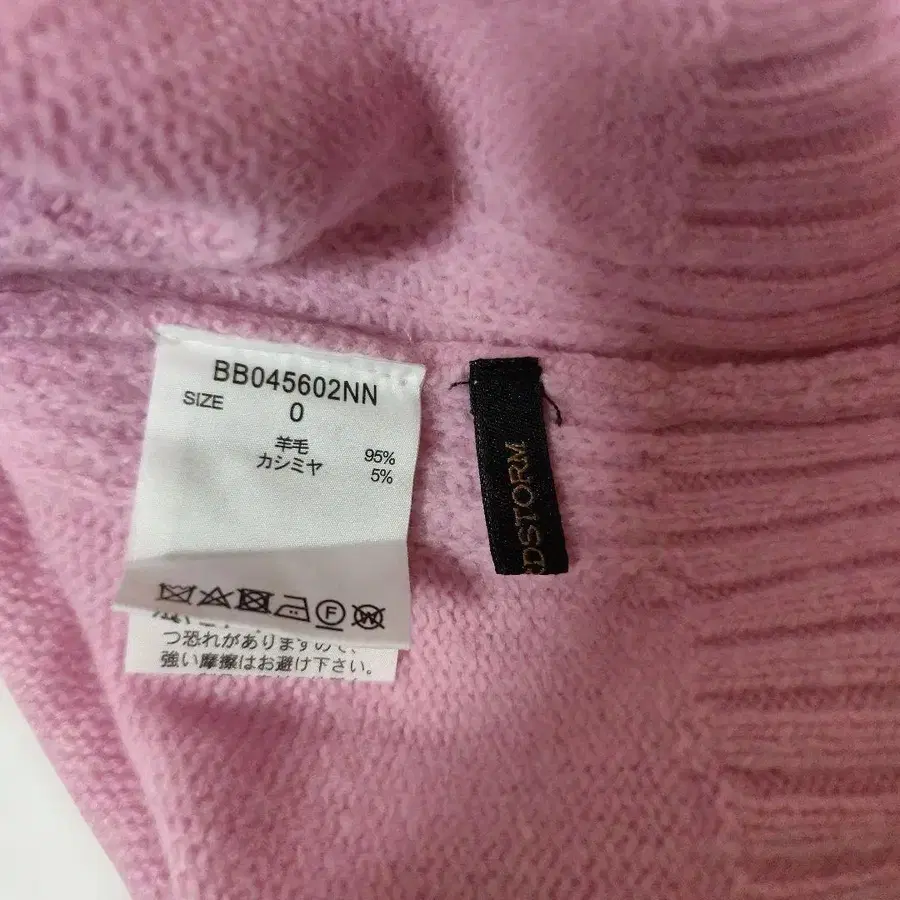 BB045602NN
SIZE 0
羊毛 95%
カシミヤ 5%
F
W
つ恐れがありますので、
強い摩擦はお避け下さい。
RDSTORM